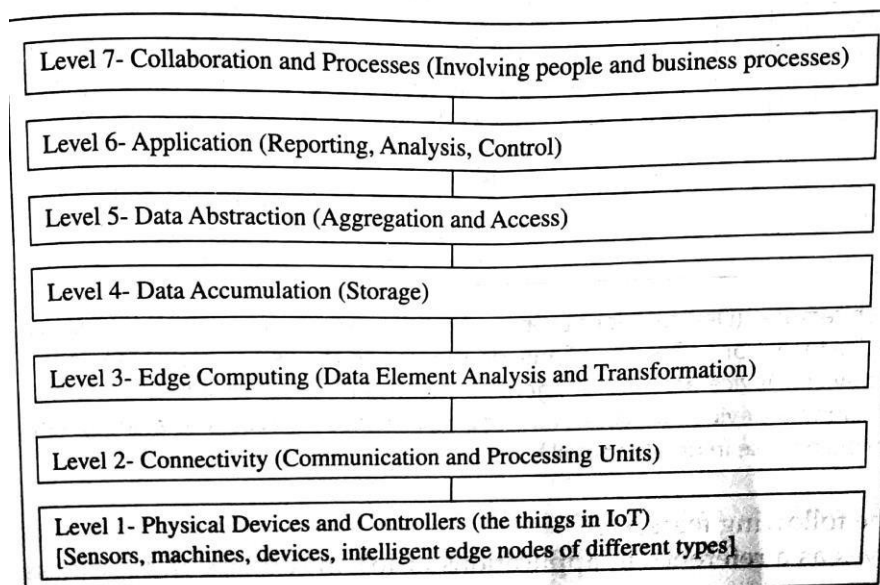 Level 7- Collaboration and Processes (Involving people and business processes)
Level 6- Application (Reporting, Analysis, Control)
Level 5- Data Abstraction (Aggregation and Access)
Level 4- Data Accumulation (Storage)
Level 3- Edge Computing (Data Element Analysis and Transformation)
Level 2- Connectivity (Communication and Processing Units)
Level 1- Physical Devices and Controllers (the things in IoT)
[Sensors, machines, devices, intelligent edge nodes of different types]